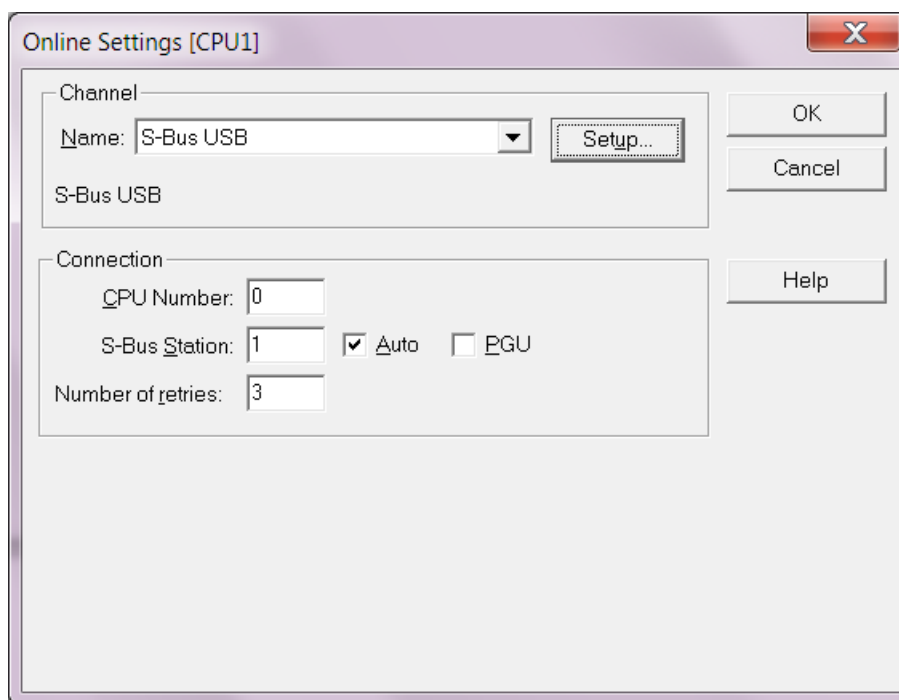 Online Settings [CPU1]
Channel
Name: S-Bus USB
Setup...
S-Bus USB
OK
Cancel
Connection
CPU Number: 0
S-Bus Station: 1 Auto PGU
Number of retries: 3
Help